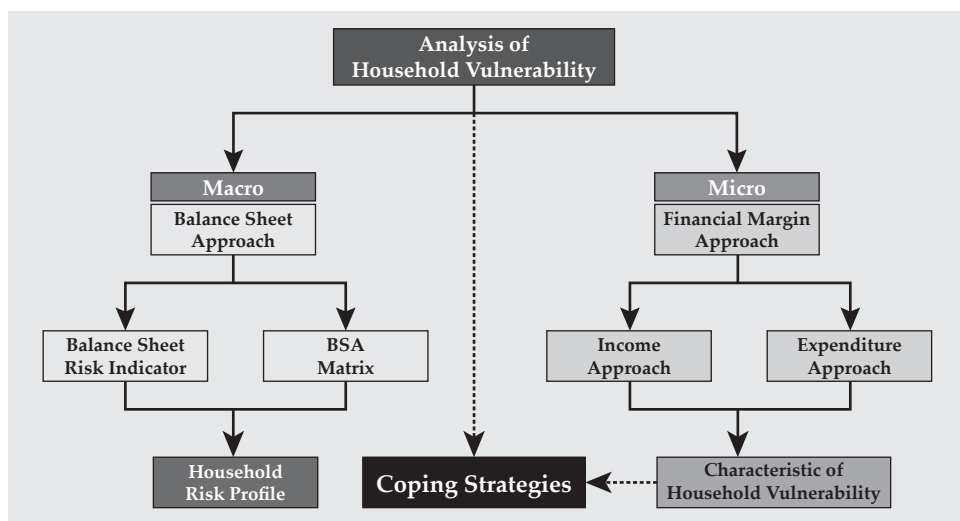 Analysis of
Household Vulnerability
Macro
Balance Sheet
Approach
Micro
Financial Margin
Approach
Balance Sheet
Risk Indicator
BSA
Matrix
Income
Approach
Expenditure
Approach
Household
Risk Profile
Coping Strategies
Characteristic of
Household Vulnerability